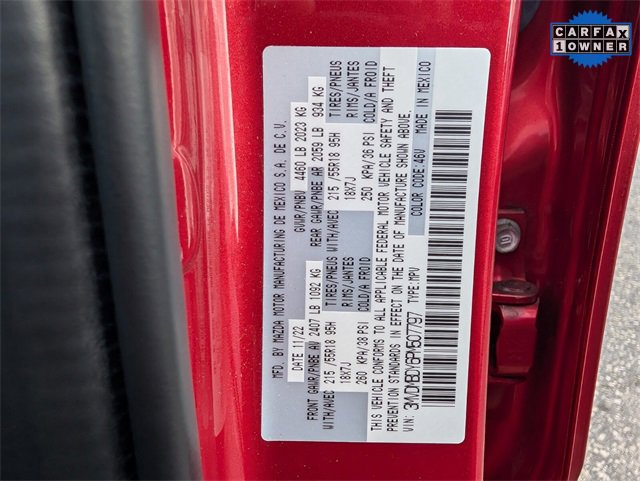 MFD. BY MAZDA MOTOR MANUFACTURING DE MEXICO S.A. DE C.V.
DATE 11/22 GVWR/PNBV 4460 LB 2023 KG
FRONT GAWR/PNBE AV 2407 LB 1092 KG REAR GAWR/PNBE AR 2059 LB 934 KG
WITH/AVEC TIRES/PNEUS WITH/AVEC TIRES/PNEUS
215 /55R18 95H RIMS/JANTES 215 /55R18 95H RIMS/JANTES
18X7J COLD/A FROID 18X7J COLD/A FROID
260 KPA/38 PSI 250 KPA/36 PSI
THIS VEHICLE CONFORMS TO ALL APPLICABLE FEDERAL MOTOR VEHICLE SAFETY AND THEFT
PREVENTION STANDARDS IN EFFECT ON THE DATE OF MANUFACTURE SHOWN ABOVE.
VIN: TYPE: MPV COLOR CODE: 46V MADE IN MEXICO
CARFAX
1 OWNER